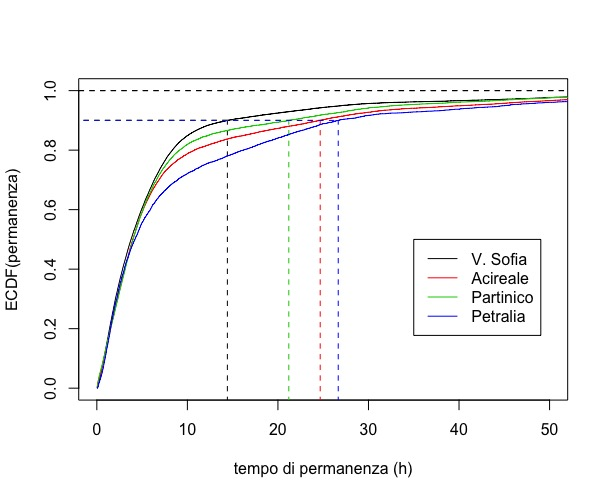 ECDF(permanenza)
1.0
0.8
0.6
0.4
0.2
0.0
V. Sofia
Acireale
Partinico
Petralia
0 10 20 30 40 50
tempo di permanenza (h)